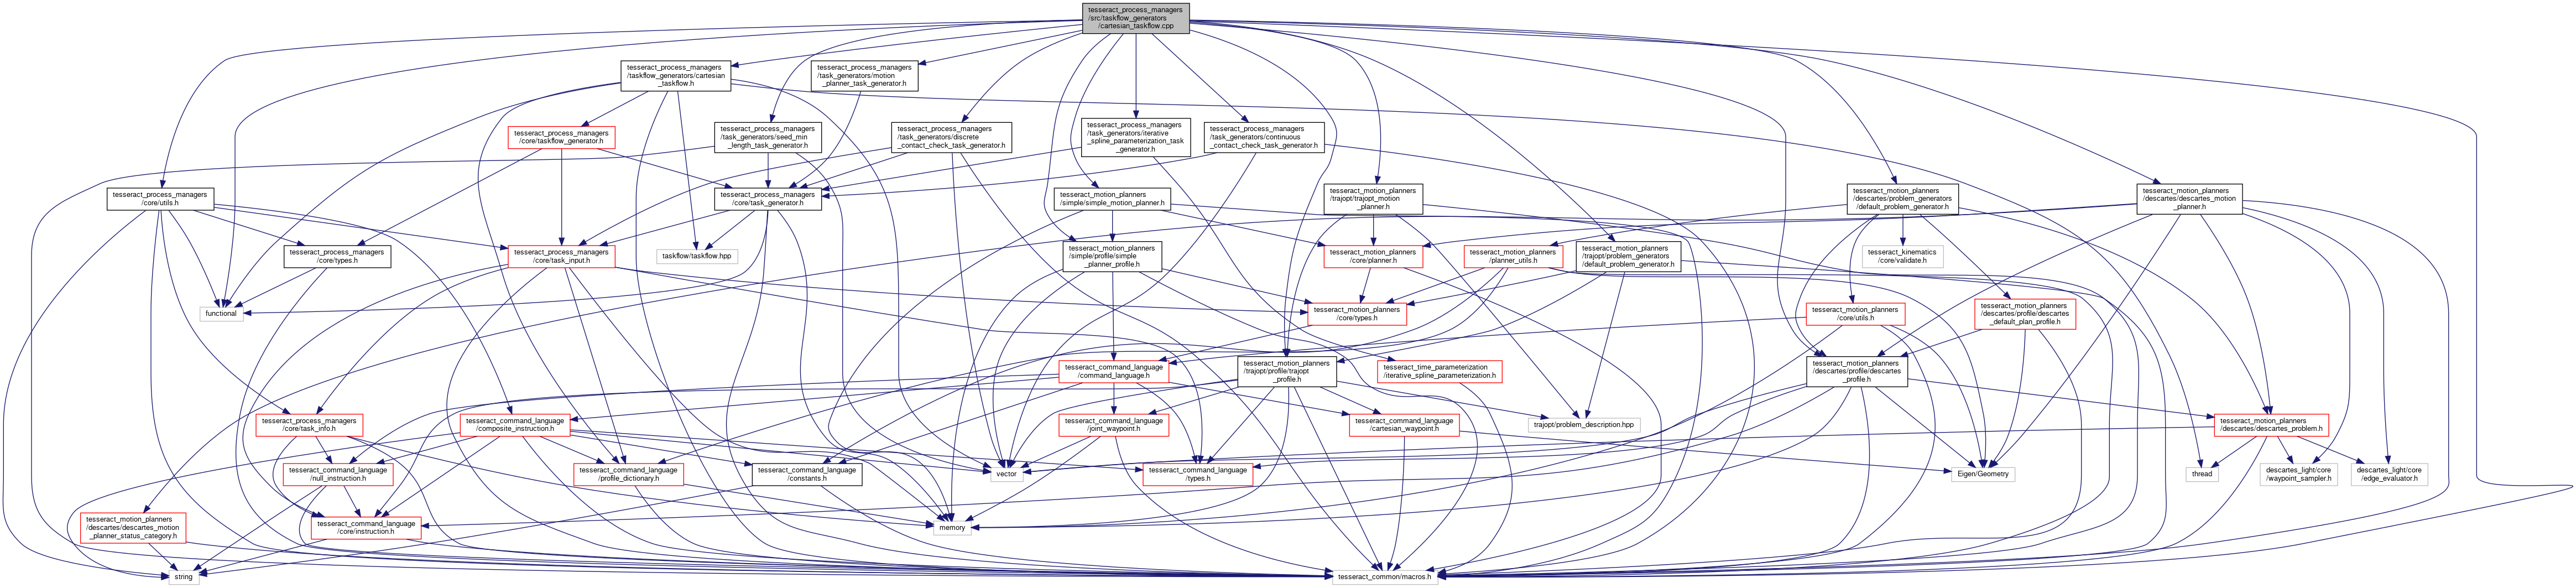 tesseract_process_managers
/src/taskflow_generators
/cartesian_taskflow.cpp
tesseract_process_managers
/taskflow_generators/cartesian
_taskflow.h
tesseract_process_managers
/task_generators/motion
_planner_task_generator.h
tesseract_process_managers
/core/taskflow_generator.h
tesseract_process_managers
/task_generators/seed_min
_length_task_generator.h
tesseract_process_managers
/task_generators/discrete
_contact_check_task_generator.h
tesseract_process_managers
/task_generators/iterative
_spline_parameterization_task
_generator.h
tesseract_process_managers
/task_generators/continuous
_contact_check_task_generator.h
tesseract_process_managers
/core/utils.h
tesseract_process_managers
/core/task_generator.h
tesseract_motion_planners
/simple/simple_motion_planner.h
tesseract_motion_planners
/trajopt/trajopt_motion
_planner.h
tesseract_motion_planners
/descartes/problem_generators
/default_problem_generator.h
tesseract_motion_planners
/descartes/descartes_motion
_planner.h
tesseract_process_managers
/core/types.h
tesseract_process_managers
/core/task_input.h
taskflow/taskflow.hpp
tesseract_motion_planners
/simple/profile/simple
_planner_profile.h
tesseract_motion_planners
/core/planner.h
tesseract_motion_planners
/planner_utils.h
tesseract_motion_planners
/trajopt/problem_generators
/default_problem_generator.h
tesseract_kinematics
/core/validate.h
functional
tesseract_motion_planners
/core/types.h
tesseract_motion_planners
/core/utils.h
tesseract_motion_planners
/descartes/profile/descartes
_default_plan_profile.h
tesseract_command_language
/command_language.h
tesseract_motion_planners
/trajopt/profile/trajopt
_profile.h
tesseract_time_parameterization
/iterative_spline_parameterization.h
tesseract_motion_planners
/descartes/profile/descartes
_profile.h
tesseract_process_managers
/core/task_info.h
tesseract_command_language
/composite_instruction.h
tesseract_command_language
/joint_waypoint.h
tesseract_command_language
/cartesian_waypoint.h
trajopt/problem_description.hpp
tesseract_motion_planners
/descartes/descartes_problem.h
tesseract_command_language
/null_instruction.h
tesseract_command_language
/profile_dictionary.h
tesseract_command_language
/constants.h
vector
tesseract_command_language
/types.h
Eigen/Geometry
thread
descartes_light/core
/waypoint_sampler.h
descartes_light/core
/edge_evaluator.h
tesseract_motion_planners
/descartes/descartes_motion
_planner_status_category.h
tesseract_command_language
/core/instruction.h
memory
string
tesseract_common/macros.h